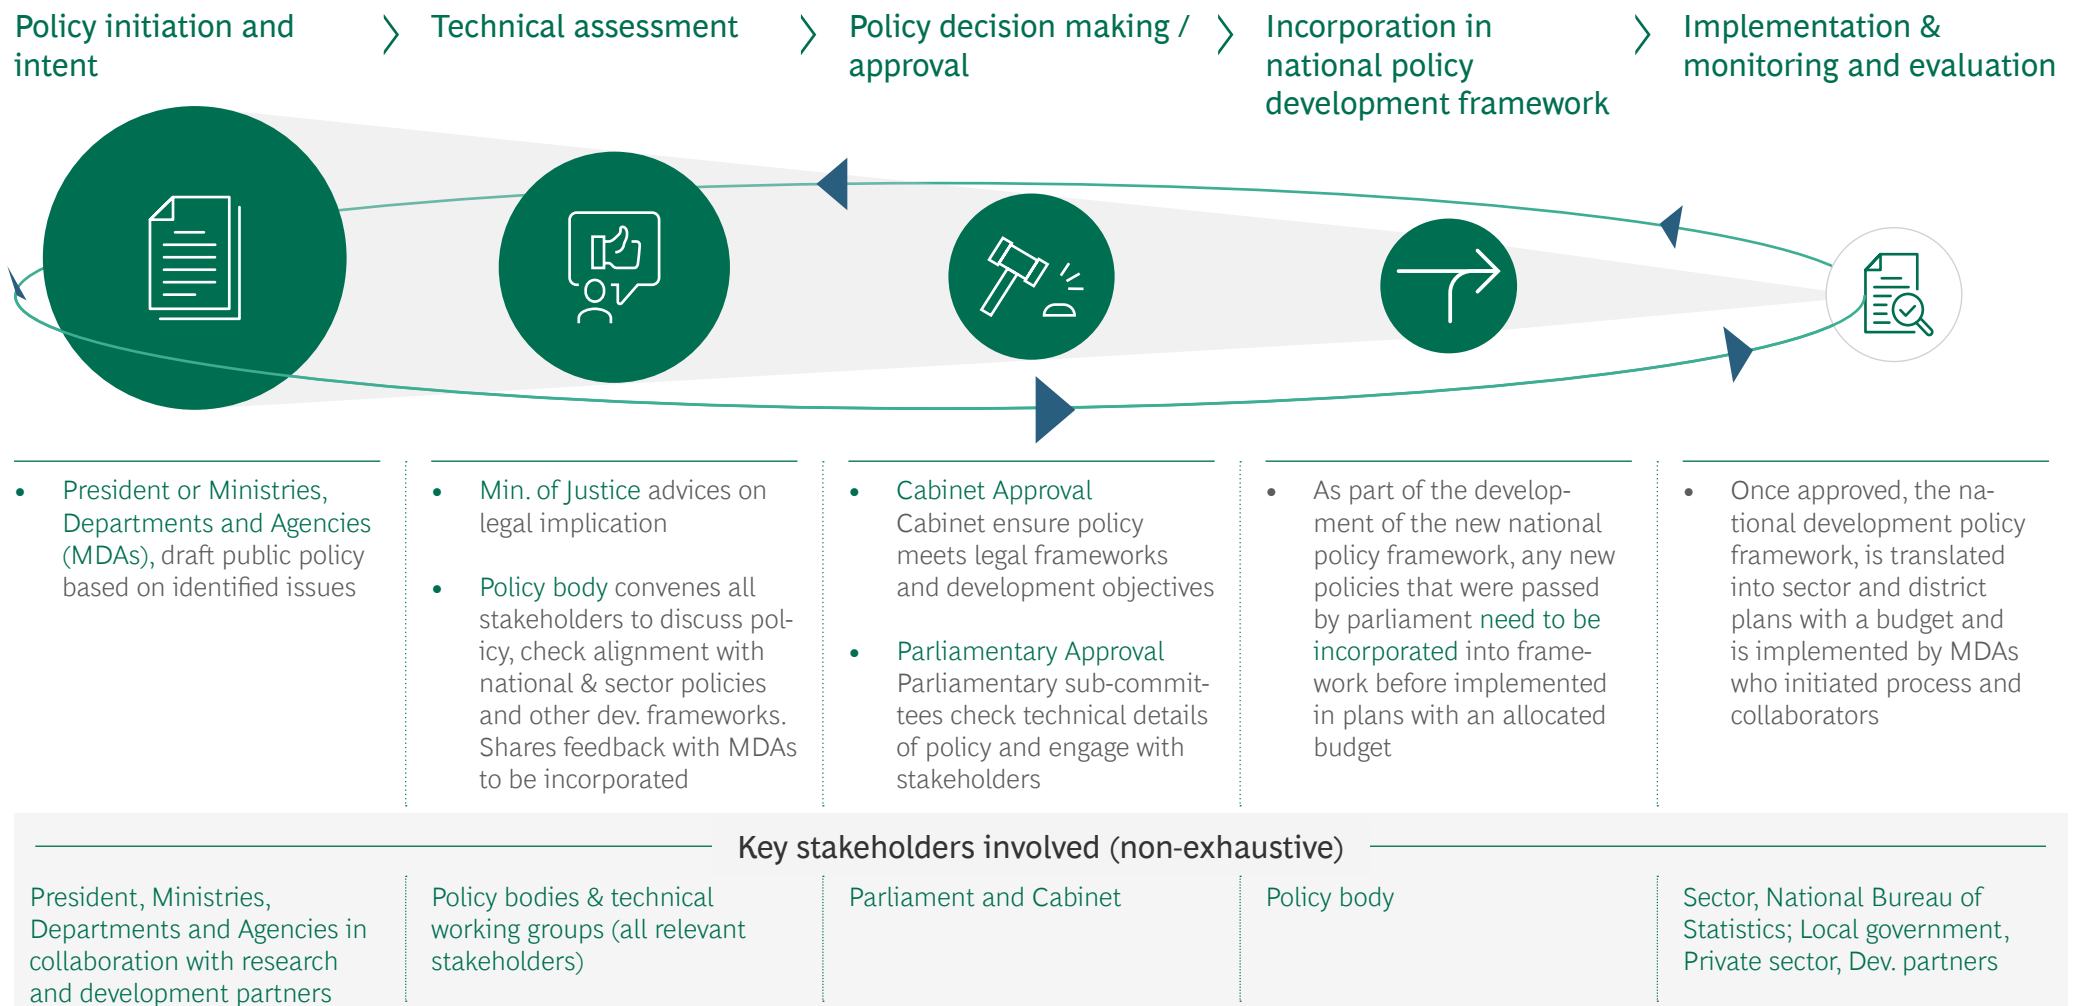 Policy initiation and
intent
Technical assessment
Policy decision making /
approval
Incorporation in
national policy
development framework
Implementation &
monitoring and evaluation
• President or Ministries,
Departments and Agencies
(MDAs), draft public policy
based on identified issues
• Min. of Justice advices on
legal implication
• Policy body convenes all
stakeholders to discuss pol-
icy, check alignment with
national & sector policies
and other dev. frameworks.
Shares feedback with MDAs
to be incorporated
• Cabinet Approval
Cabinet ensure policy
meets legal frameworks
and development objectives
• Parliamentary Approval
Parliamentary sub-commit-
tees check technical details
of policy and engage with
stakeholders
• As part of the develop-
ment of the new national
policy framework, any new
policies that were passed
by parliament need to be
incorporated into frame-
work before implemented
in plans with an allocated
budget
• Once approved, the na-
tional development policy
framework, is translated
into sector and district
plans with a budget and
is implemented by MDAs
who initiated process and
collaborators
Key stakeholders involved (non-exhaustive)
President, Ministries,
Departments and Agencies in
collaboration with research
and development partners
Policy bodies & technical
working groups (all relevant
stakeholders)
Parliament and Cabinet
Policy body
Sector, National Bureau of
Statistics; Local government,
Private sector, Dev. partners